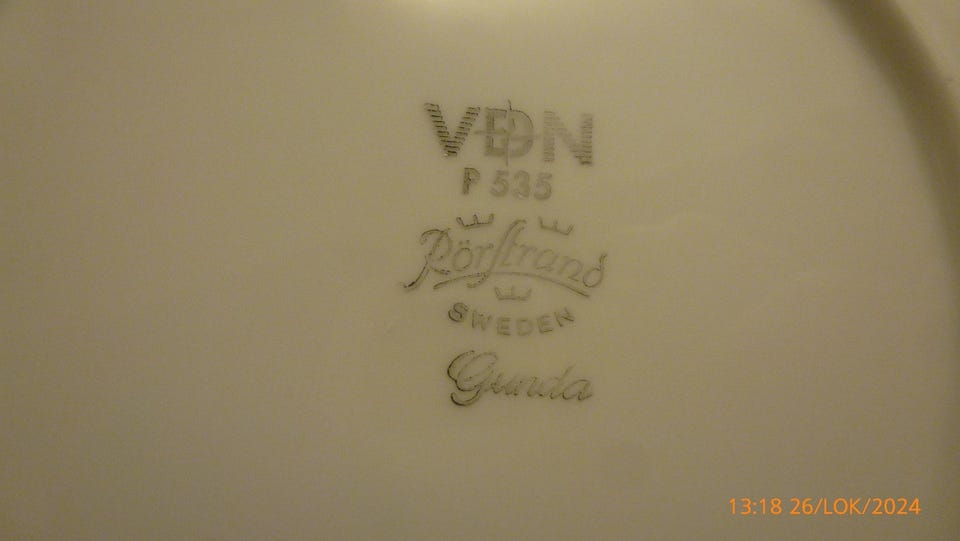 VDN
P 535
Rörstrand
SWEDEN
Gunda
13:18 26/LOK/2024